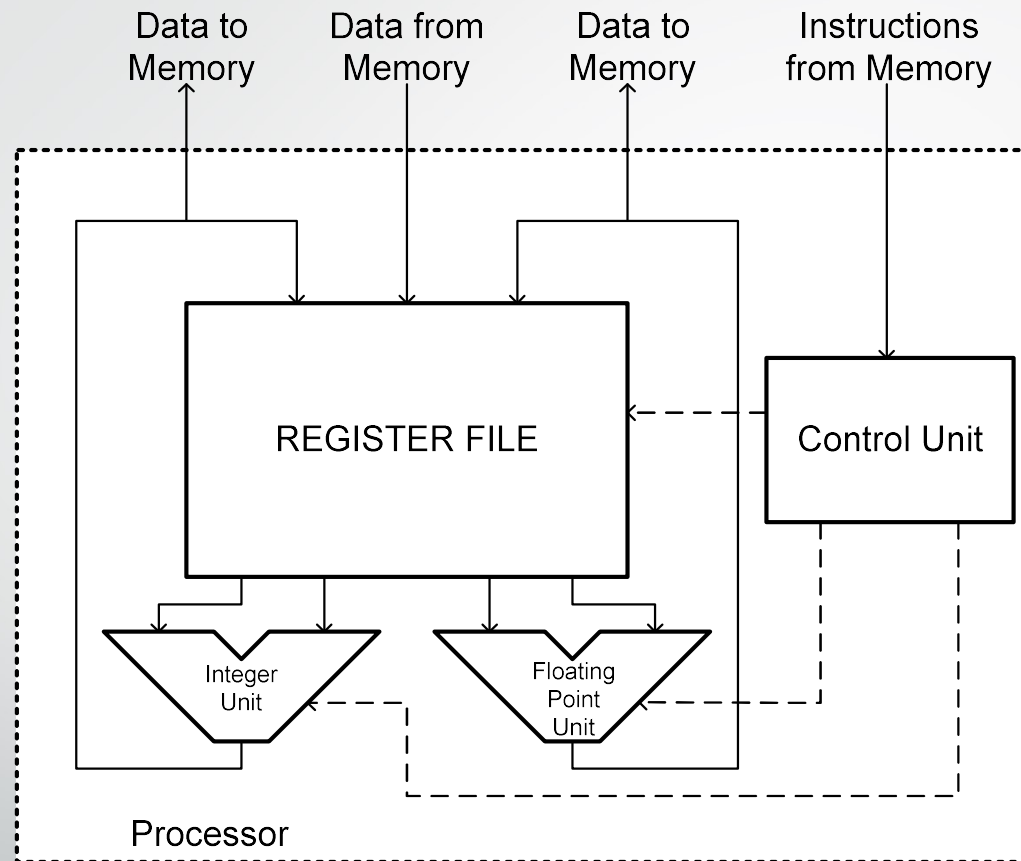 Data to
Memory
Data from
Memory
Data to
Memory
Instructions
from Memory
REGISTER FILE
Control Unit
Integer
Unit
Floating
Point
Unit
Processor